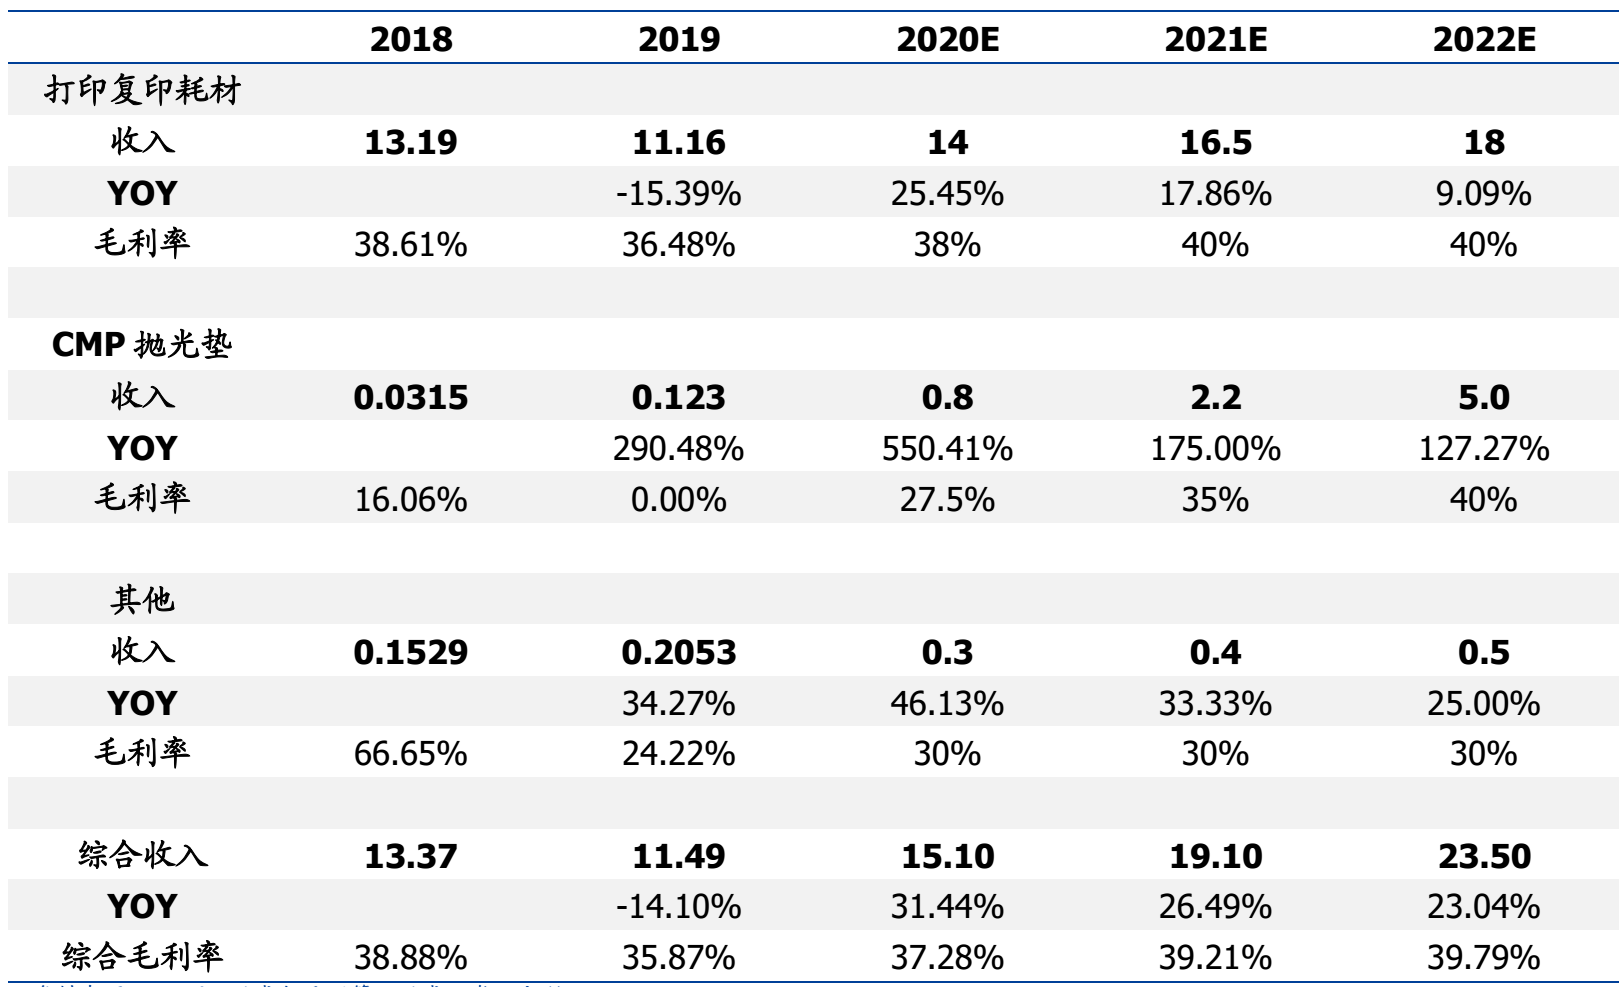 2018 2019 2020E 2021E 2022E
打印复印耗材
收入 13.19 11.16 14 16.5 18
YOY -15.39% 25.45% 17.86% 9.09%
毛利率 38.61% 36.48% 38% 40% 40%
CMP 抛光垫
收入 0.0315 0.123 0.8 2.2 5.0
YOY 290.48% 550.41% 175.00% 127.27%
毛利率 16.06% 0.00% 27.5% 35% 40%
其他
收入 0.1529 0.2053 0.3 0.4 0.5
YOY 34.27% 46.13% 33.33% 25.00%
毛利率 66.65% 24.22% 30% 30% 30%
综合收入 13.37 11.49 15.10 19.10 23.50
YOY -14.10% 31.44% 26.49% 23.04%
综合毛利率 38.88% 35.87% 37.28% 39.21% 39.79%